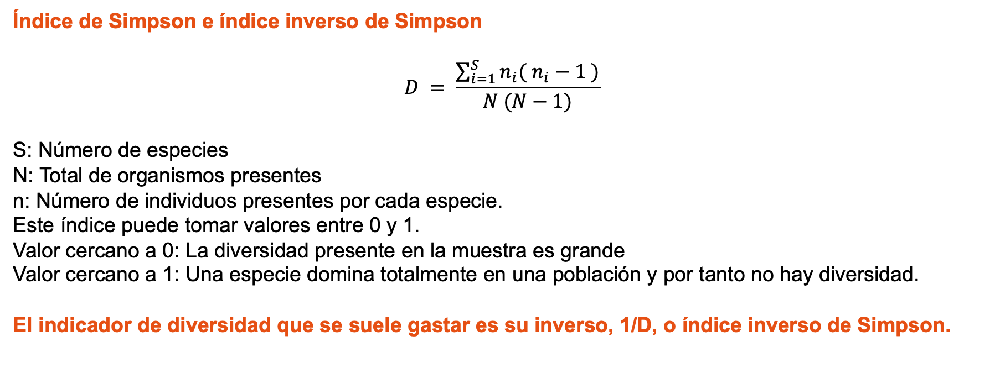 Índice de Simpson e índice inverso de Simpson
D = \frac{\sum_{i=1}^{S} n_i ( n_i − 1 )}{N (N − 1)}
S: Número de especies
N: Total de organismos presentes
n: Número de individuos presentes por cada especie.
Este índice puede tomar valores entre 0 y 1.
Valor cercano a 0: La diversidad presente en la muestra es grande
Valor cercano a 1: Una especie domina totalmente en una población y por tanto no hay diversidad.
El indicador de diversidad que se suele gastar es su inverso, 1/D, o índice inverso de Simpson.